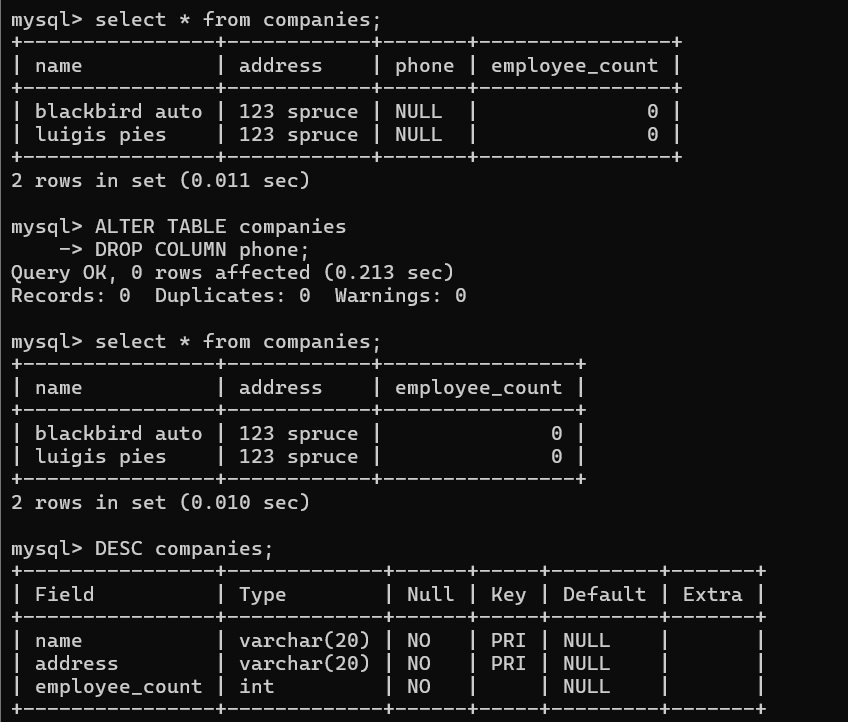 mysql> select * from companies;
+----------------+-----------+-------+----------------+
| name           | address    | phone | employee_count |
+----------------+-----------+-------+----------------+
| blackbird auto | 123 spruce | NULL  |              0 |
| luigis pies    | 123 spruce | NULL  |              0 |
+----------------+-----------+-------+----------------+
2 rows in set (0.011 sec)
mysql> ALTER TABLE companies
    -> DROP COLUMN phone;
Query OK, 0 rows affected (0.213 sec)
Records: 0  Duplicates: 0  Warnings: 0
mysql> select * from companies;
+----------------+------------+----------------+
| name           | address    | employee_count |
+----------------+------------+----------------+
| blackbird auto | 123 spruce |              0 |
| luigis pies    | 123 spruce |              0 |
+----------------+------------+----------------+
2 rows in set (0.010 sec)
mysql> DESC companies;
+----------------+-------------+------+-----+---------+-------+
| Field          | Type        | Null | Key | Default | Extra |
+----------------+-------------+------+-----+---------+-------+
| name           | varchar(20) | NO   | PRI | NULL    |       |
| address        | varchar(20) | NO   | PRI | NULL    |       |
| employee_count | int         | NO   |     | NULL    |       |
+----------------+-------------+------+-----+---------+-------+